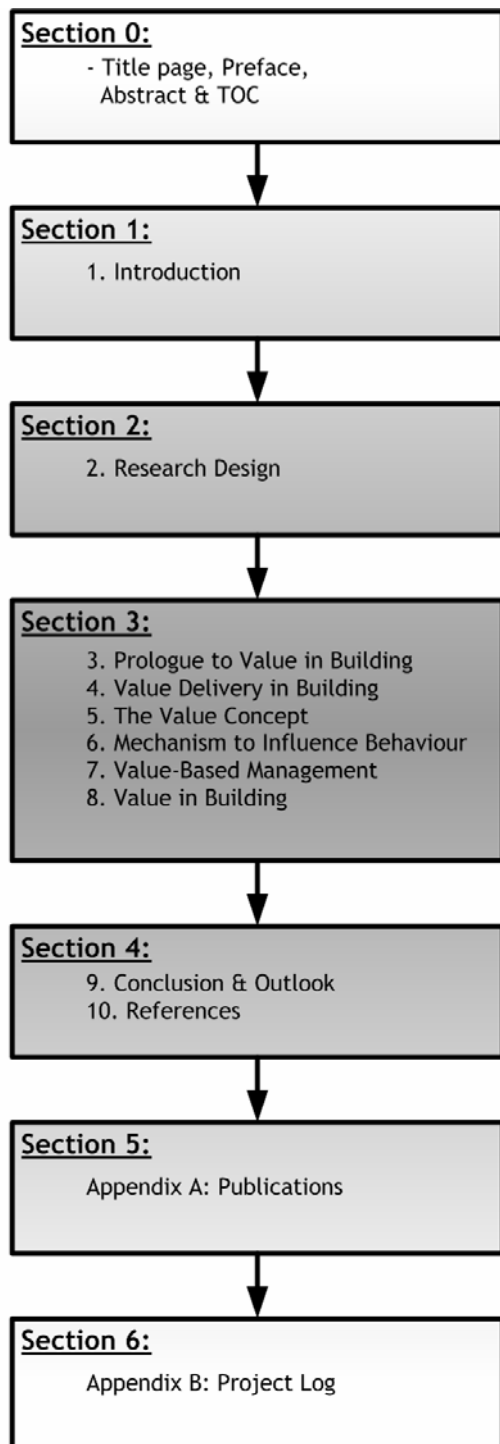 Section 0:
- Title page, Preface,
Abstract & TOC
Section 1:
1. Introduction
Section 2:
2. Research Design
Section 3:
3. Prologue to Value in Building
4. Value Delivery in Building
5. The Value Concept
6. Mechanism to Influence Behaviour
7. Value-Based Management
8. Value in Building
Section 4:
9. Conclusion & Outlook
10. References
Section 5:
Appendix A: Publications
Section 6:
Appendix B: Project Log